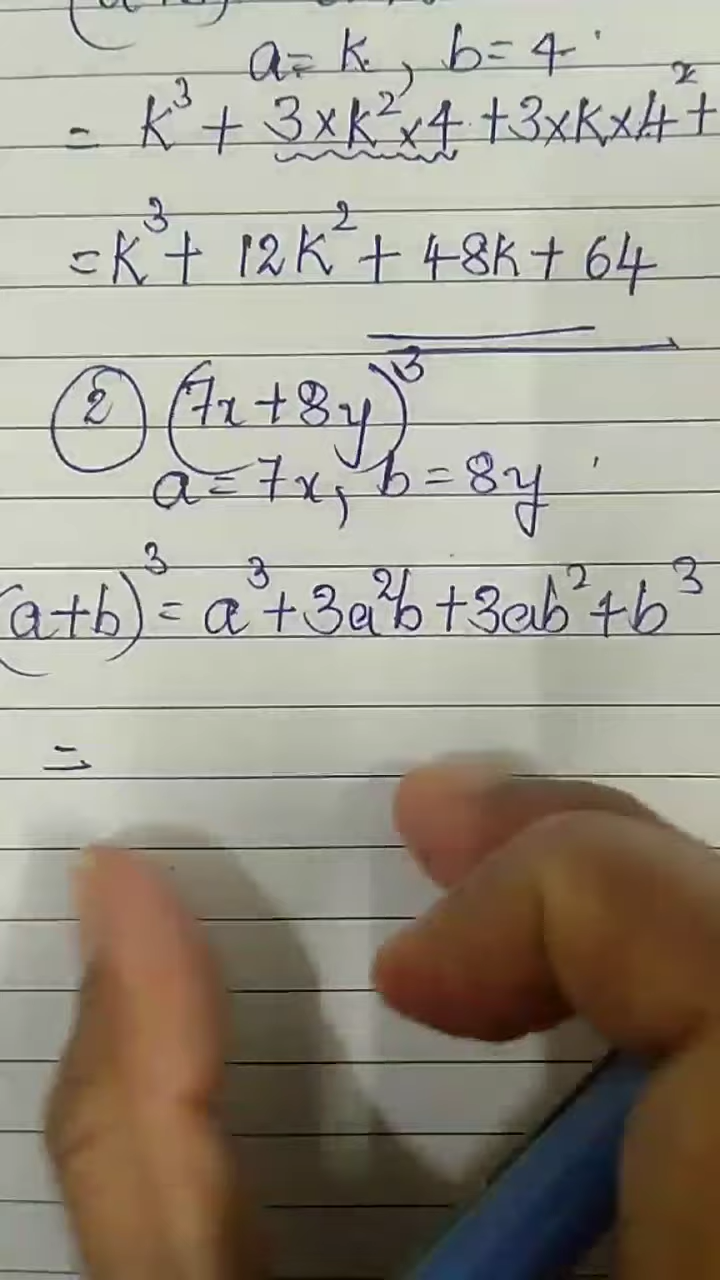 a = k, b = 4
= k³ + 3×k²×4 + 3×k×4² +
= k³ + 12k² + 48k + 64
② (7x + 8y)³
a = 7x, b = 8y
(a+b)³ = a³ + 3a²b + 3ab² + b³
=